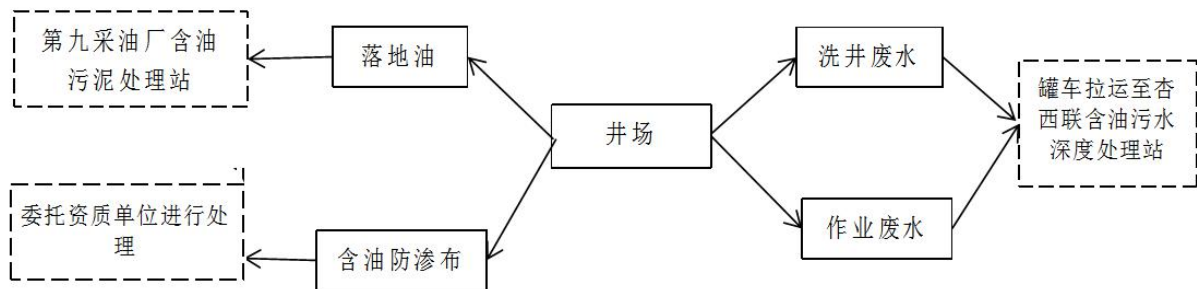 第九采油厂含油
污泥处理站
落地油
洗井废水
井场
罐车拉运至杏
西联含油污水
深度处理站
委托资质单位进行处
理
含油防渗布
作业废水